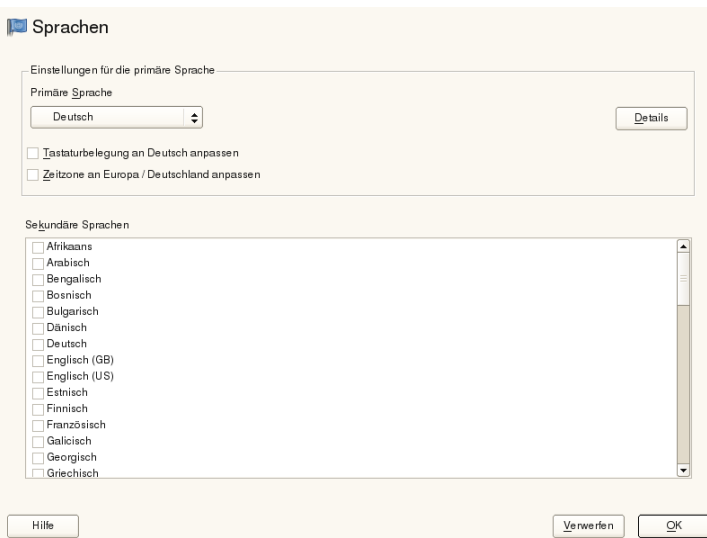 Sprachen
Einstellungen für die primäre Sprache
Primäre Sprache
Deutsch
Details
Tastaturbelegung an Deutsch anpassen
Zeitzone an Europa / Deutschland anpassen
Sekundäre Sprachen
Afrikaans
Arabisch
Bengalisch
Bosnisch
Bulgarisch
Dänisch
Deutsch
Englisch (GB)
Englisch (US)
Estnisch
Finnisch
Französisch
Galicisch
Georgisch
Griechisch
Hilfe
Verwerfen
OK